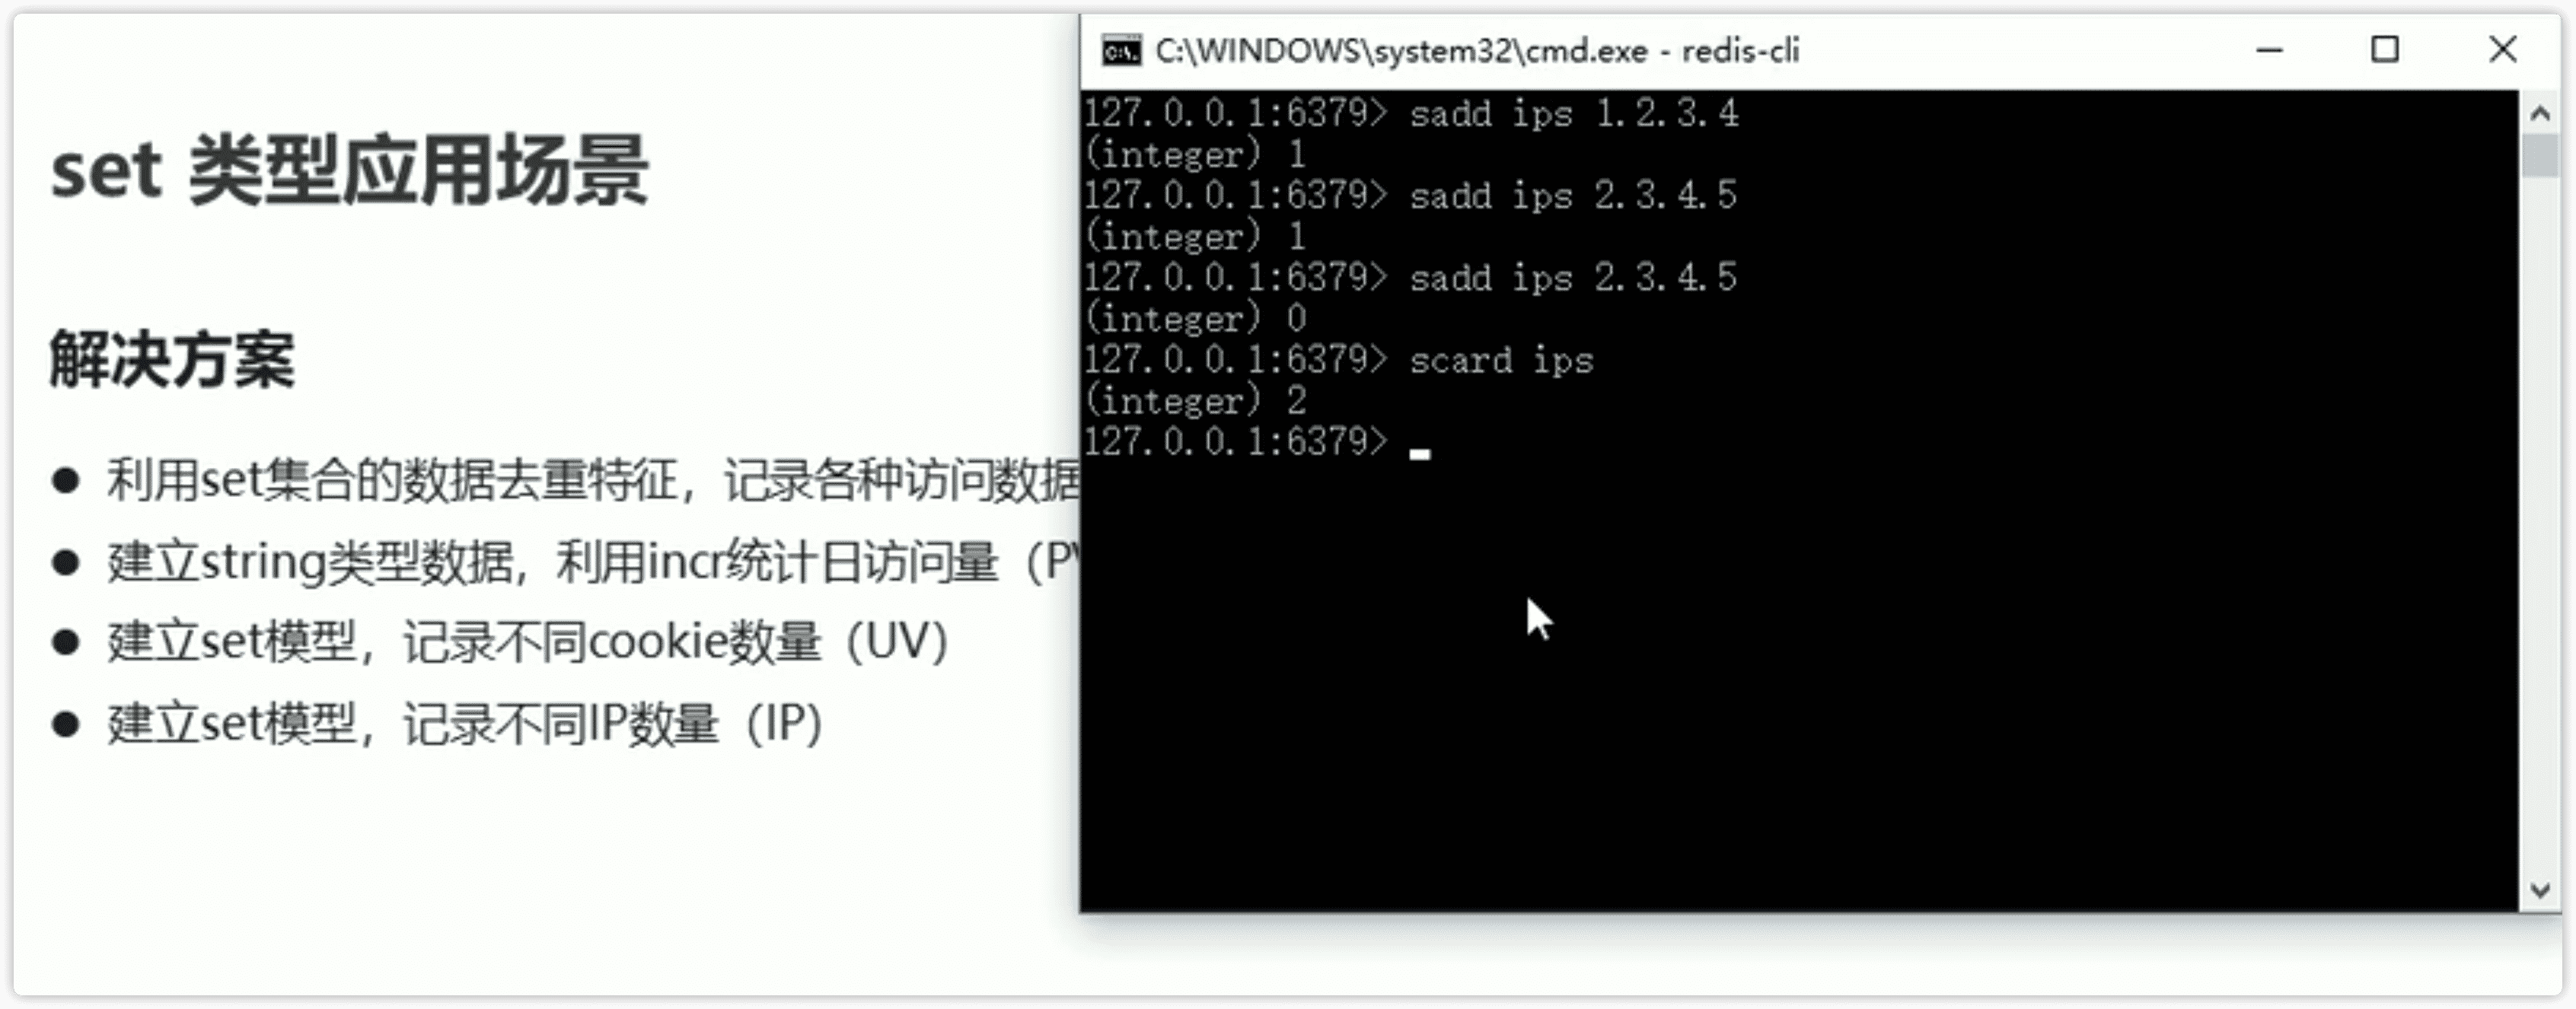 set 类型应用场景
解决方案
● 利用set集合的数据去重特征，记录各种访问数据
● 建立string类型数据，利用incr统计日访问量（PV
● 建立set模型，记录不同cookie数量（UV）
● 建立set模型，记录不同IP数量（IP）
C:\WINDOWS\system32\cmd.exe - redis-cli
127.0.0.1:6379> sadd ips 1.2.3.4
(integer) 1
127.0.0.1:6379> sadd ips 2.3.4.5
(integer) 1
127.0.0.1:6379> sadd ips 2.3.4.5
(integer) 0
127.0.0.1:6379> scard ips
(integer) 2
127.0.0.1:6379>